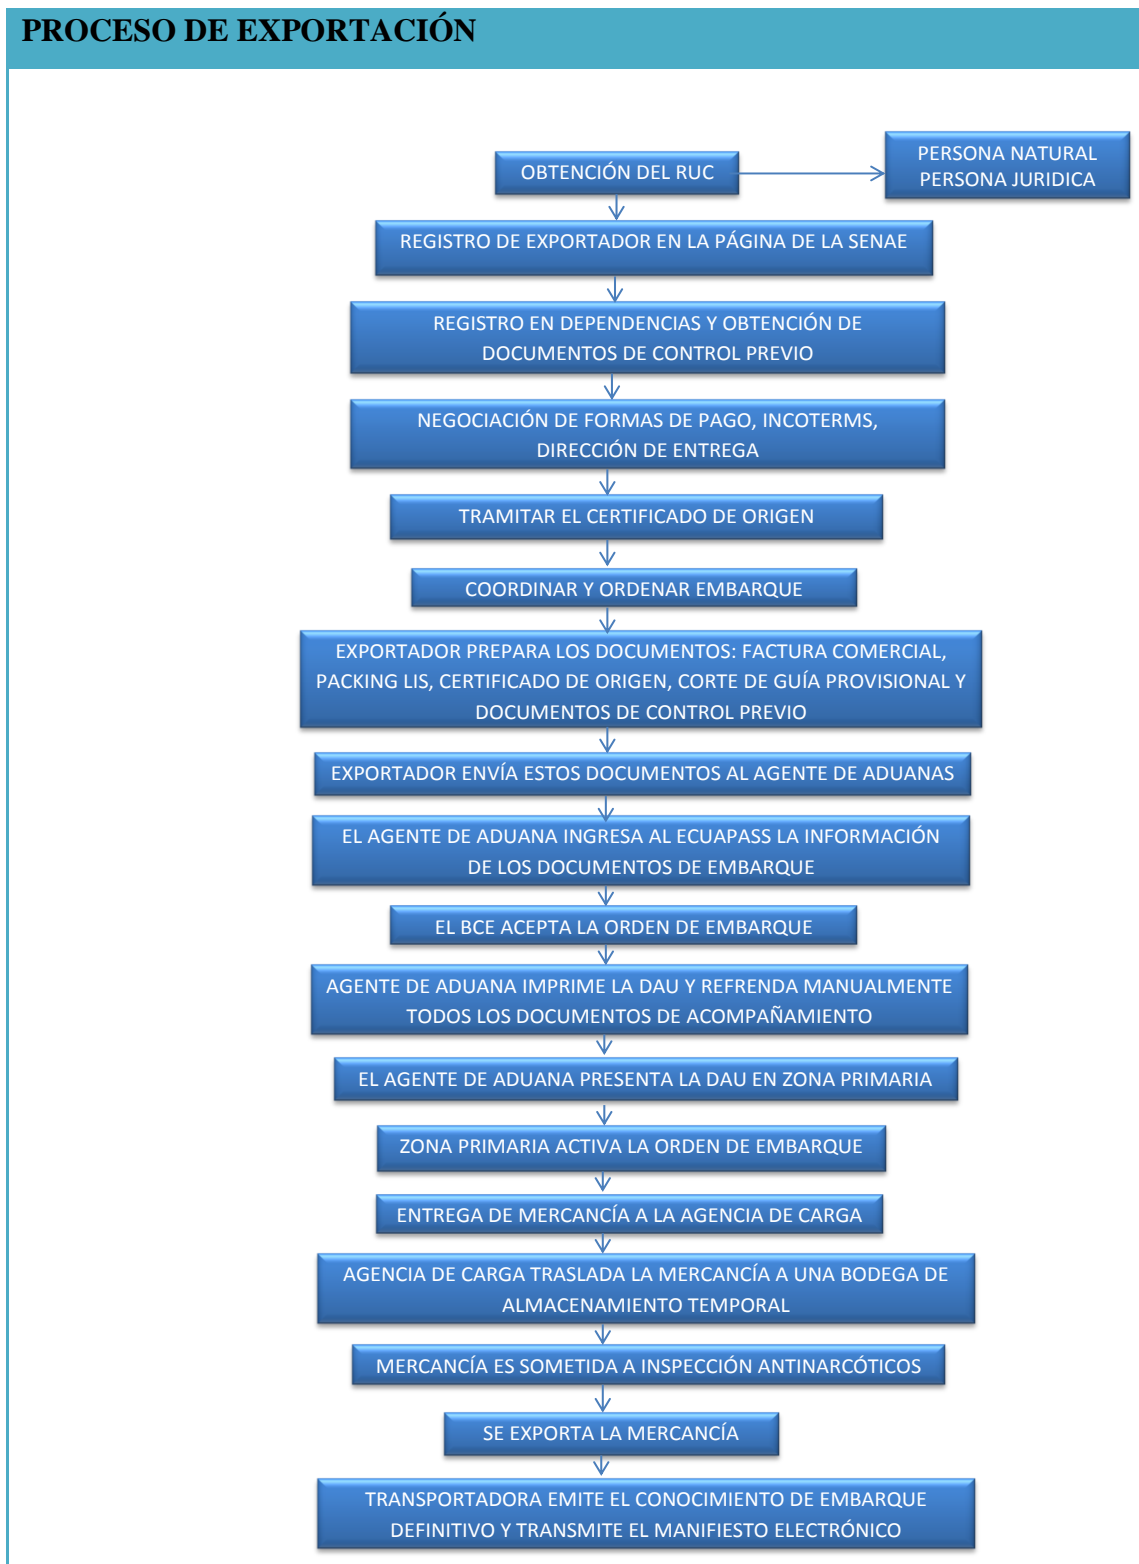 PROCESO DE EXPORTACIÓN
OBTENCIÓN DEL RUC
PERSONA NATURAL
PERSONA JURIDICA
REGISTRO DE EXPORTADOR EN LA PÁGINA DE LA SENAE
REGISTRO EN DEPENDENCIAS Y OBTENCIÓN DE
DOCUMENTOS DE CONTROL PREVIO
NEGOCIACIÓN DE FORMAS DE PAGO, INCOTERMS,
DIRECCIÓN DE ENTREGA
TRAMITAR EL CERTIFICADO DE ORIGEN
COORDINAR Y ORDENAR EMBARQUE
EXPORTADOR PREPARA LOS DOCUMENTOS: FACTURA COMERCIAL,
PACKING LIS, CERTIFICADO DE ORIGEN, CORTE DE GUÍA PROVISIONAL Y
DOCUMENTOS DE CONTROL PREVIO
EXPORTADOR ENVÍA ESTOS DOCUMENTOS AL AGENTE DE ADUANAS
EL AGENTE DE ADUANA INGRESA AL ECUAPASS LA INFORMACIÓN
DE LOS DOCUMENTOS DE EMBARQUE
EL BCE ACEPTA LA ORDEN DE EMBARQUE
AGENTE DE ADUANA IMPRIME LA DAU Y REFRENDA MANUALMENTE
TODOS LOS DOCUMENTOS DE ACOMPAÑAMIENTO
EL AGENTE DE ADUANA PRESENTA LA DAU EN ZONA PRIMARIA
ZONA PRIMARIA ACTIVA LA ORDEN DE EMBARQUE
ENTREGA DE MERCANCÍA A LA AGENCIA DE CARGA
AGENCIA DE CARGA TRASLADA LA MERCANCÍA A UNA BODEGA DE
ALMACENAMIENTO TEMPORAL
MERCANCÍA ES SOMETIDA A INSPECCIÓN ANTINARCÓTICOS
SE EXPORTA LA MERCANCÍA
TRANSPORTADORA EMITE EL CONOCIMIENTO DE EMBARQUE
DEFINITIVO Y TRANSMITE EL MANIFIESTO ELECTRÓNICO